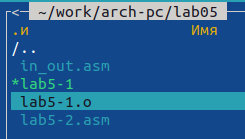 <─ ~/work/arch-pc/lab05
.и Имя
/..
in_out.asm
*lab5-1
lab5-1.o
lab5-2.asm